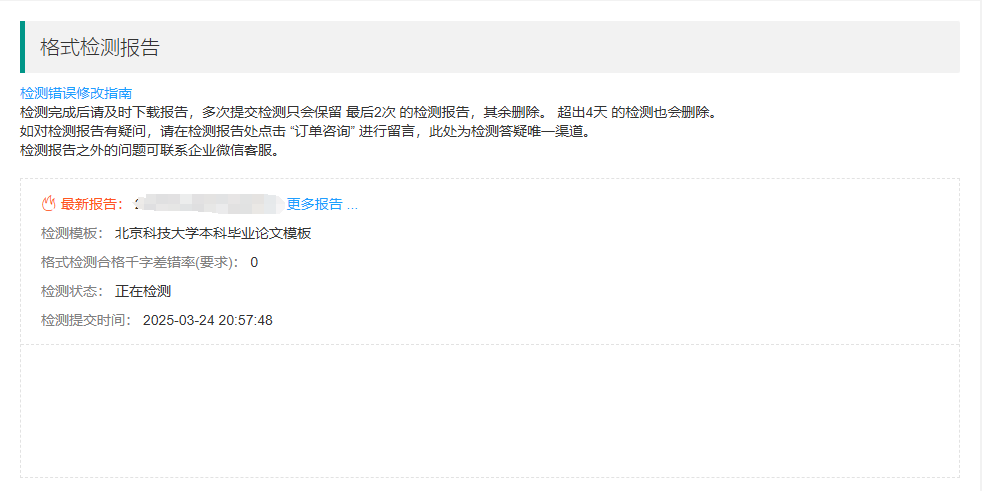 格式检测报告
检测错误修改指南
检测完成后请及时下载报告，多次提交检测只会保留 最后2次 的检测报告，其余删除。 超出4天 的检测也会删除。
如对检测报告有疑问，请在检测报告处点击 “订单咨询” 进行留言，此处为检测答疑唯一渠道。
检测报告之外的问题可联系企业微信客服。
最新报告： 更多报告 ...
检测模板： 北京科技大学本科毕业论文模板
格式检测合格千字差错率(要求)： 0
检测状态： 正在检测
检测提交时间： 2025-03-24 20:57:48